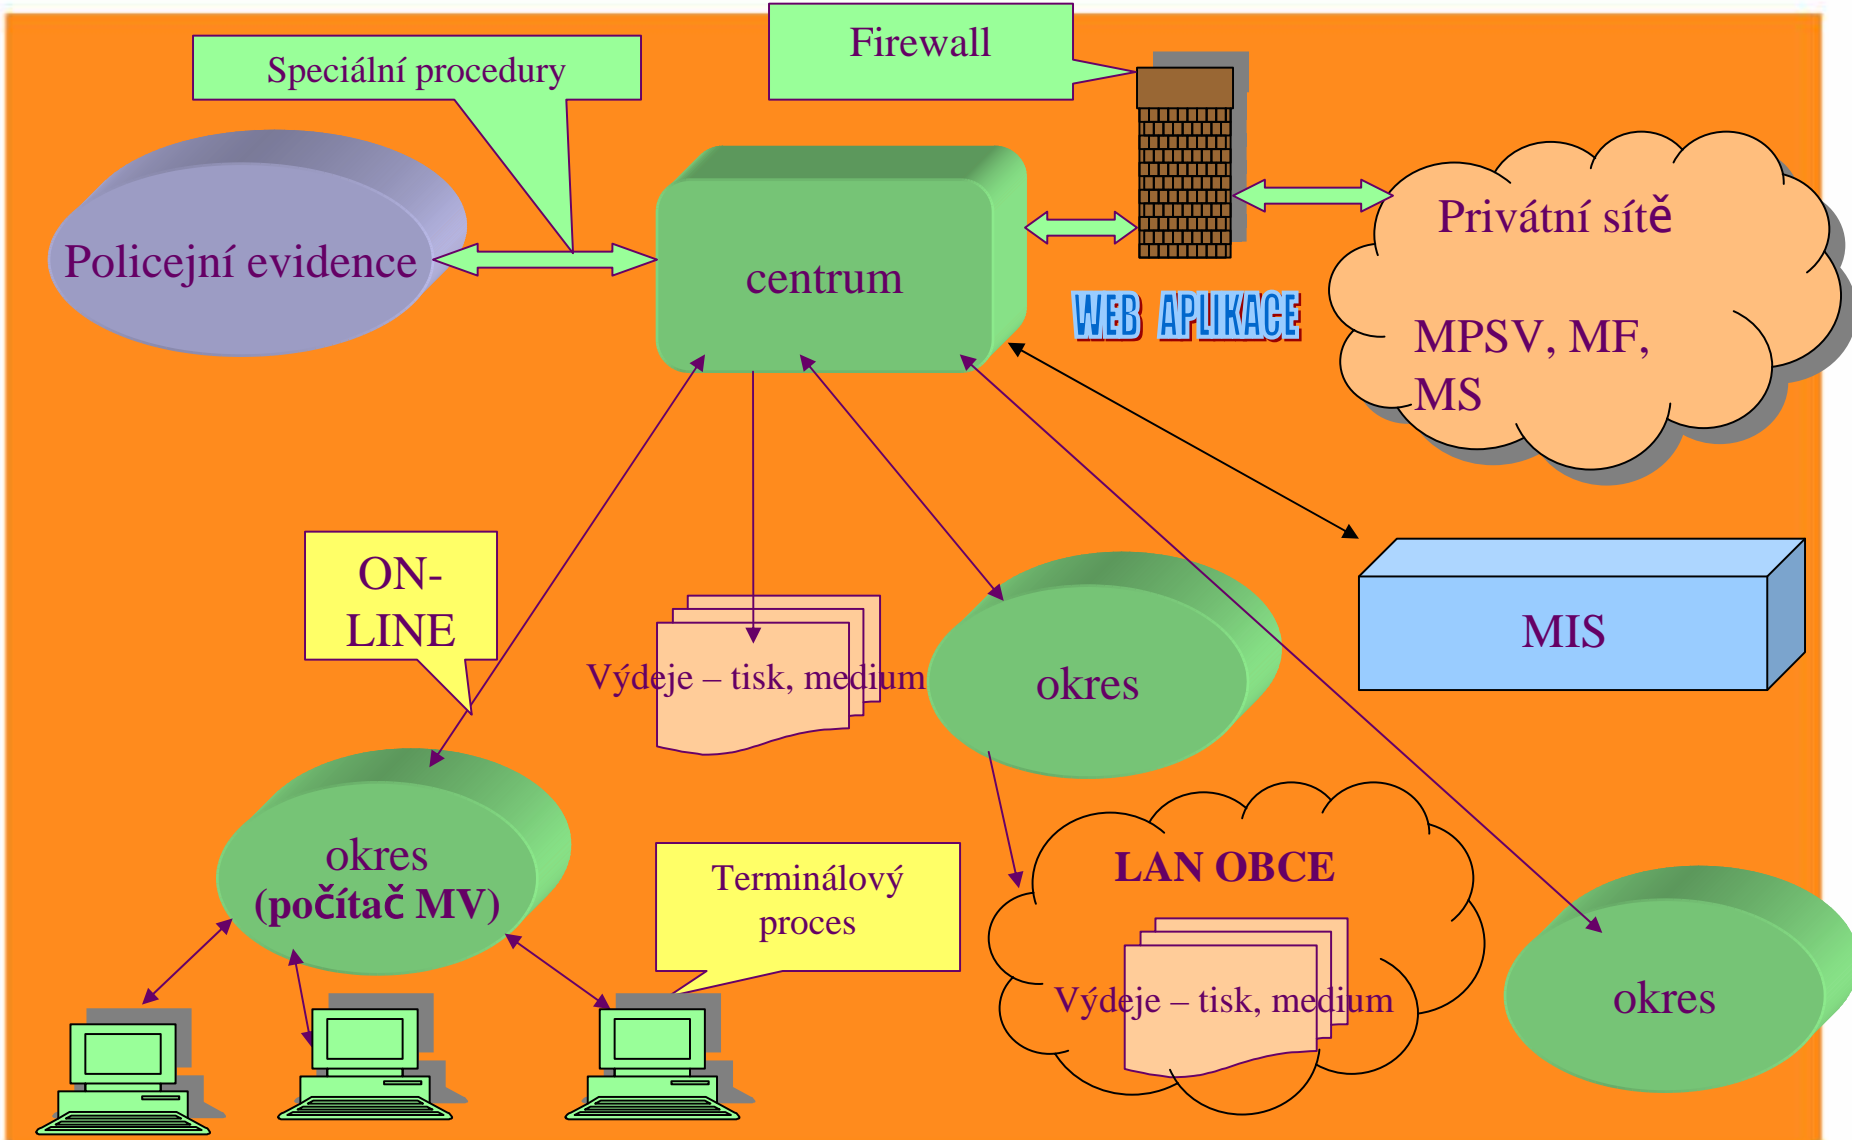 Firewall
Speciální procedury
Privátní sítě
Policejní evidence
centrum
WEB APLIKACE
MPSV, MF,
MS
ON-
LINE
MIS
Výdeje – tisk, medium
okres
okres
(počítač MV)
Terminálový
proces
LAN OBCE
Výdeje – tisk, medium
okres